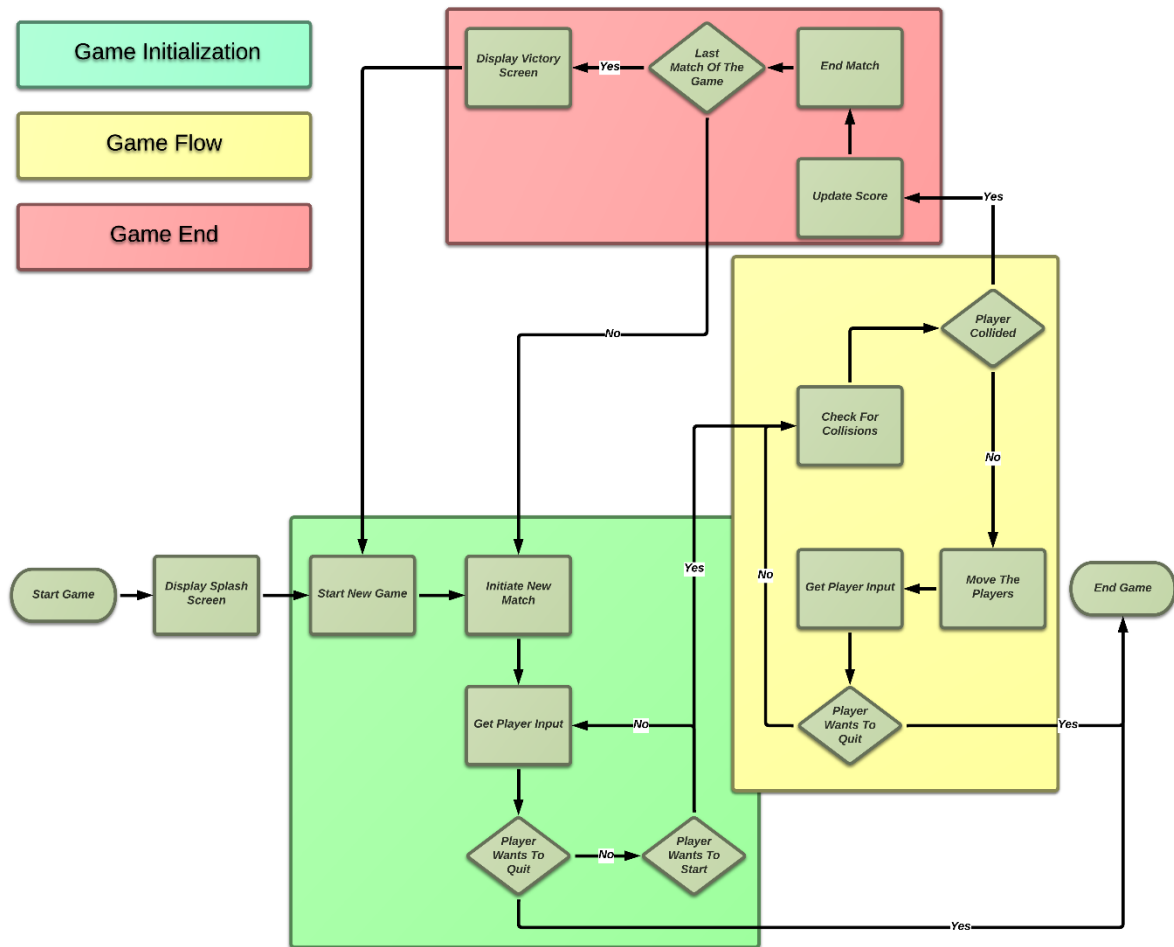 Game Initialization
Game Flow
Game End
Display Victory
Screen
Yes
Last
Match Of The
Game
End Match
Update Score
Yes
No
Player
Collided
Check For
Collisions
No
Yes
No
Start Game
Display Splash
Screen
Start New Game
Initiate New
Match
Get Player Input
Move The
Players
End Game
Get Player Input
No
Player
Wants To
Quit
Yes
Player
Wants To
Quit
No
Player
Wants To
Start
Yes